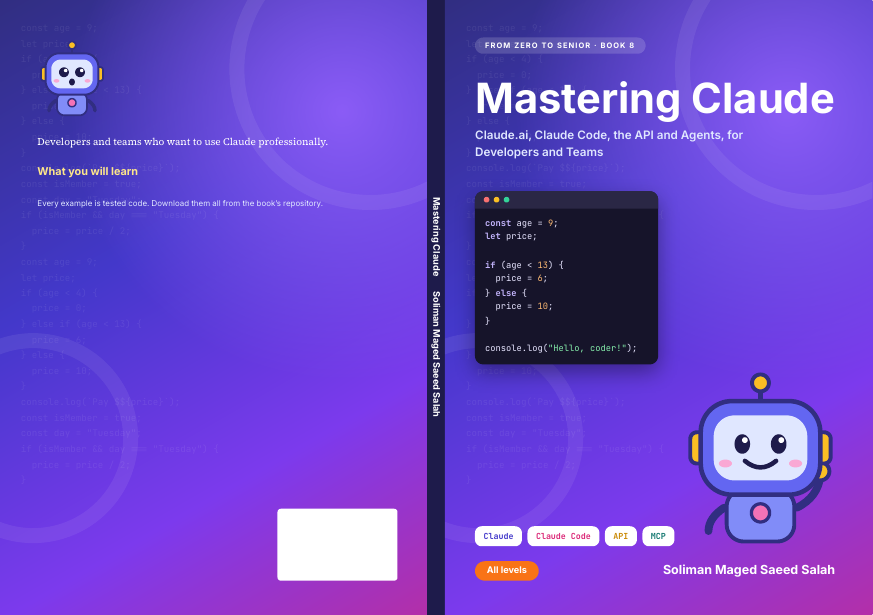 Developers and teams who want to use Claude professionally.
What you will learn
Every example is tested code. Download them all from the book's repository.
Mastering Claude Soliman Maged Saeed Salah
FROM ZERO TO SENIOR · BOOK 8
Mastering Claude
Claude.ai, Claude Code, the API and Agents, for
Developers and Teams
const age = 9;
let price;
if (age < 13) {
price = 6;
} else {
price = 10;
}
console.log("Hello, coder!");
Claude Claude Code API MCP
All levels
Soliman Maged Saeed Salah